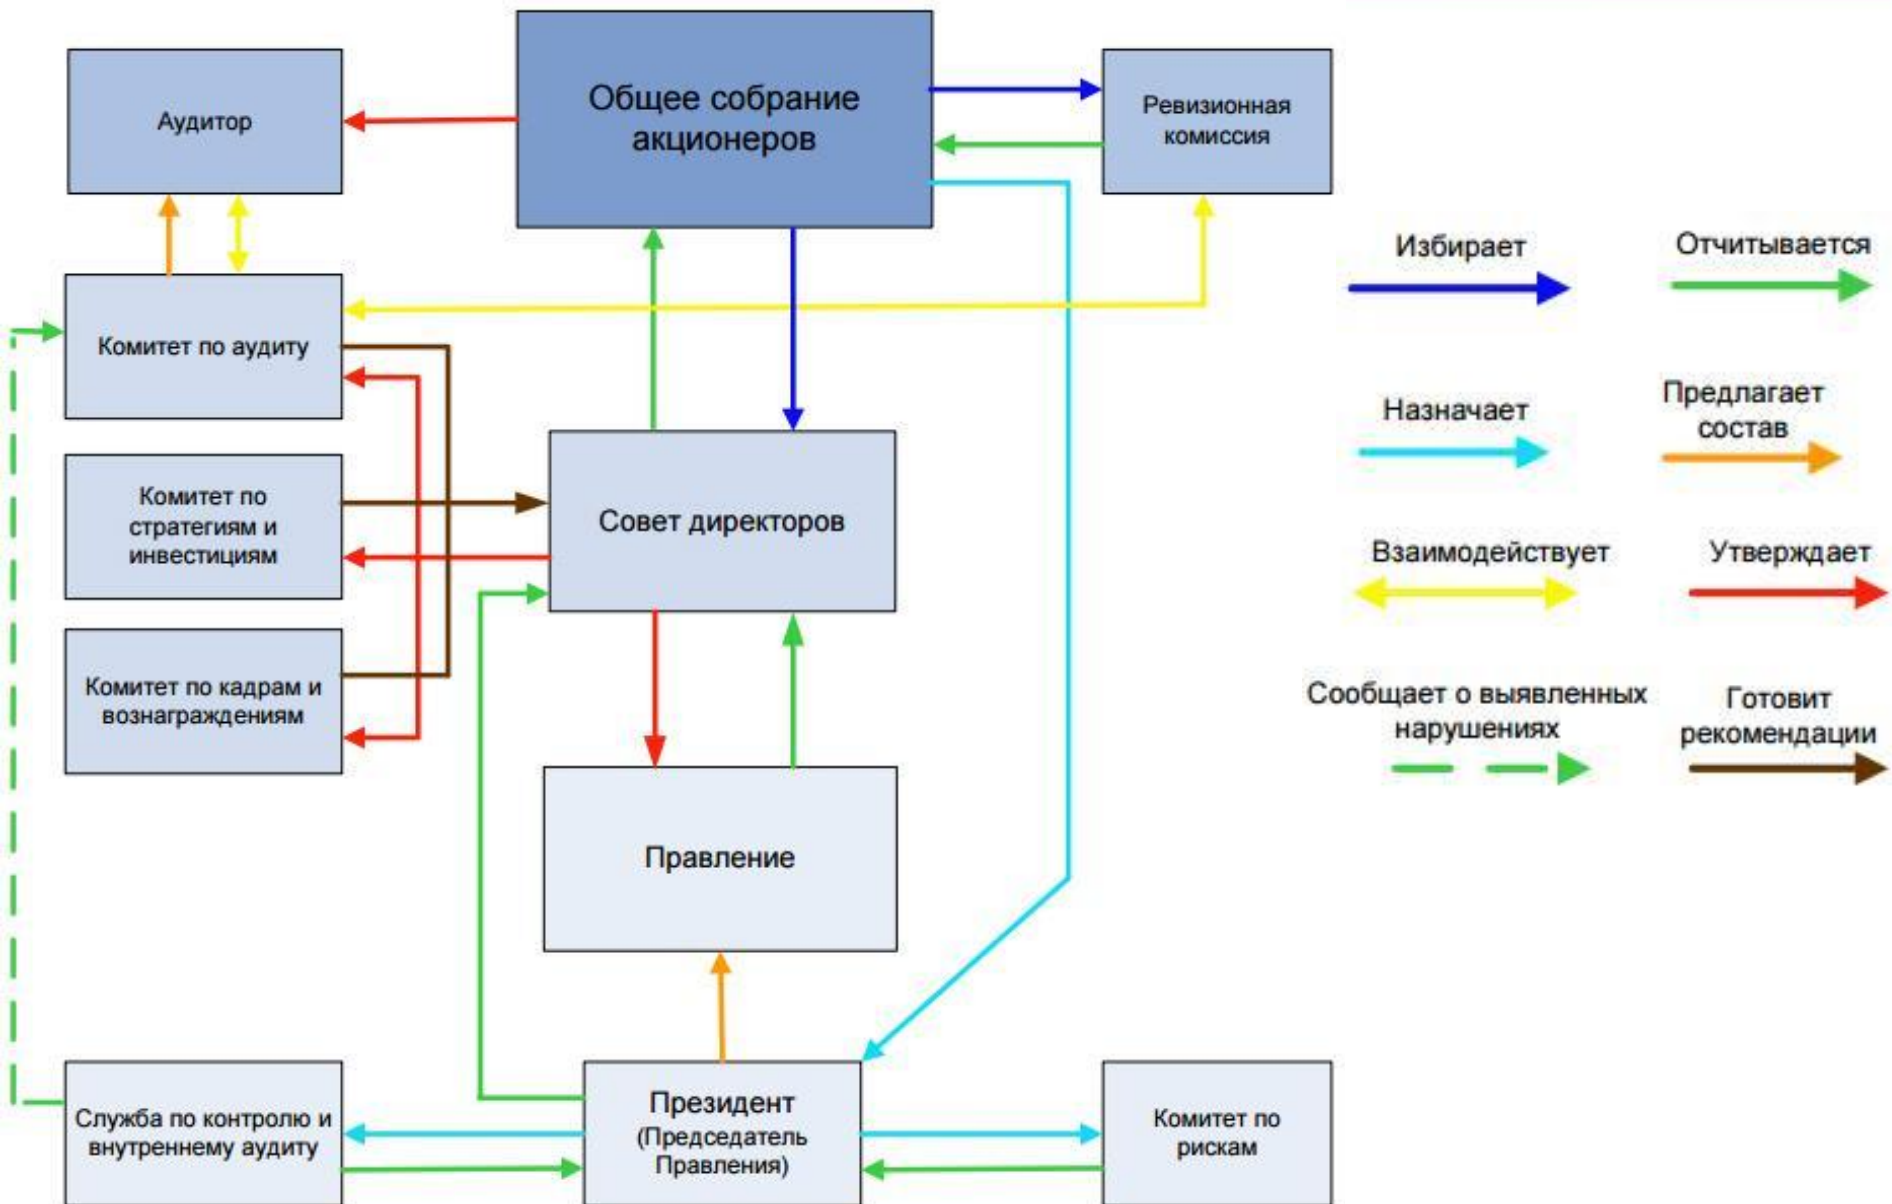 Общее собрание
акционеров
Аудитор
Ревизионная
комиссия
Избирает
Отчитывается
Комитет по аудиту
Назначает
Предлагает
состав
Комитет по
стратегиям и
инвестициям
Совет директоров
Взаимодействует
Утверждает
Комитет по кадрам и
вознаграждениям
Сообщает о выявленных
нарушениях
Готовит
рекомендации
Правление
Служба по контролю и
внутреннему аудиту
Президент
(Председатель
Правления)
Комитет по
рискам